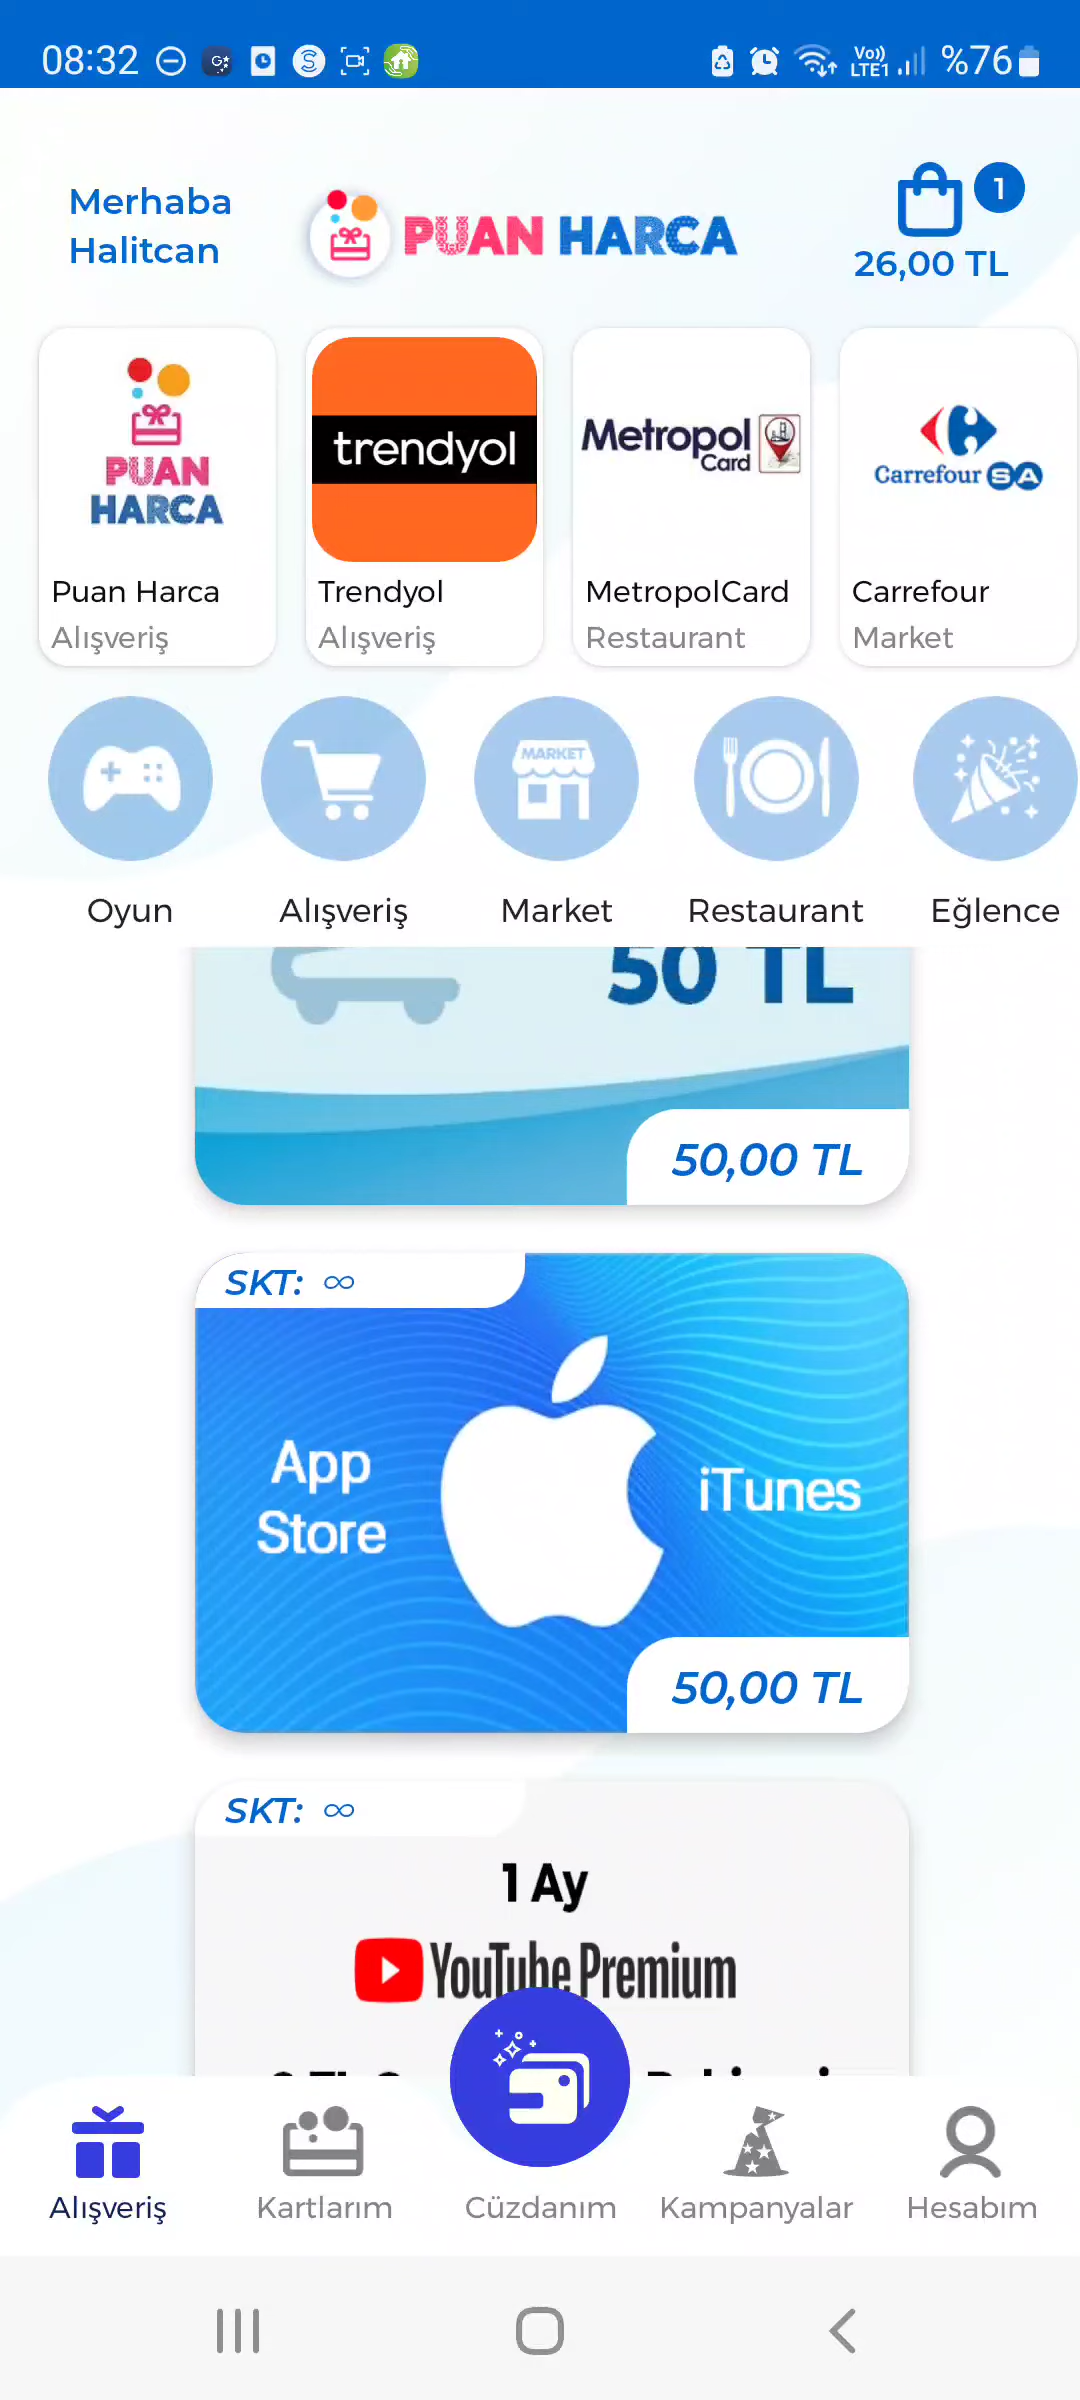 08:32
Vo))
LTE1
%76
Merhaba
Halitcan
PUAN HARCA
1
26,00 TL
PUAN
HARCA
Puan Harca
Alışveriş
trendyol
Trendyol
Alışveriş
Metropol
Card
MetropolCard
Restaurant
Carrefour SA
Carrefour
Market
MARKET
Oyun
Alışveriş
Market
Restaurant
Eğlence
50 TL
50,00 TL
SKT: ∞
App
Store
iTunes
50,00 TL
SKT: ∞
1 Ay
YouTube Premium
Alışveriş
Kartlarım
Cüzdanım
Kampanyalar
Hesabım